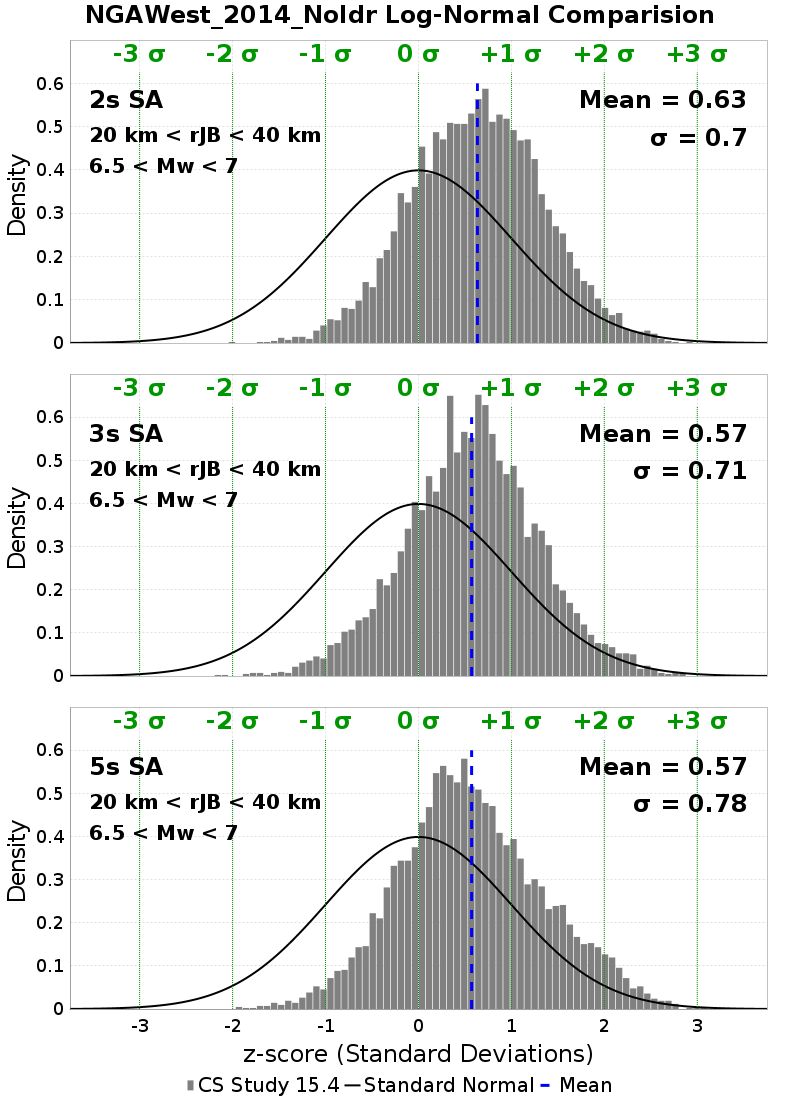 NGAWest_2014_NoIdr Log-Normal Comparision
-3 σ -2 σ -1 σ 0 σ +1 σ +2 σ +3 σ
0.6
2s SA Mean = 0.63
0.5
20 km < rJB < 40 km σ = 0.7
6.5 < Mw < 7
0.4
0.3
0.2
0.1
0
Density
-3 σ -2 σ -1 σ 0 σ +1 σ +2 σ +3 σ
0.6
3s SA Mean = 0.57
0.5
20 km < rJB < 40 km σ = 0.71
6.5 < Mw < 7
0.4
0.3
0.2
0.1
0
Density
-3 σ -2 σ -1 σ 0 σ +1 σ +2 σ +3 σ
0.6
5s SA Mean = 0.57
0.5
20 km < rJB < 40 km σ = 0.78
6.5 < Mw < 7
0.4
0.3
0.2
0.1
0
Density
-3 -2 -1 0 1 2 3
z-score (Standard Deviations)
CS Study 15.4 Standard Normal Mean